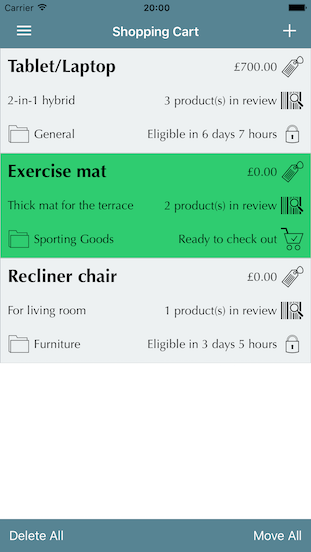 Carrier 20:00
Shopping Cart
Tablet/Laptop £700.00
2-in-1 hybrid 3 product(s) in review
General Eligible in 6 days 7 hours
Exercise mat £0.00
Thick mat for the terrace 2 product(s) in review
Sporting Goods Ready to check out
Recliner chair £0.00
For living room 1 product(s) in review
Furniture Eligible in 3 days 5 hours
Delete All Move All